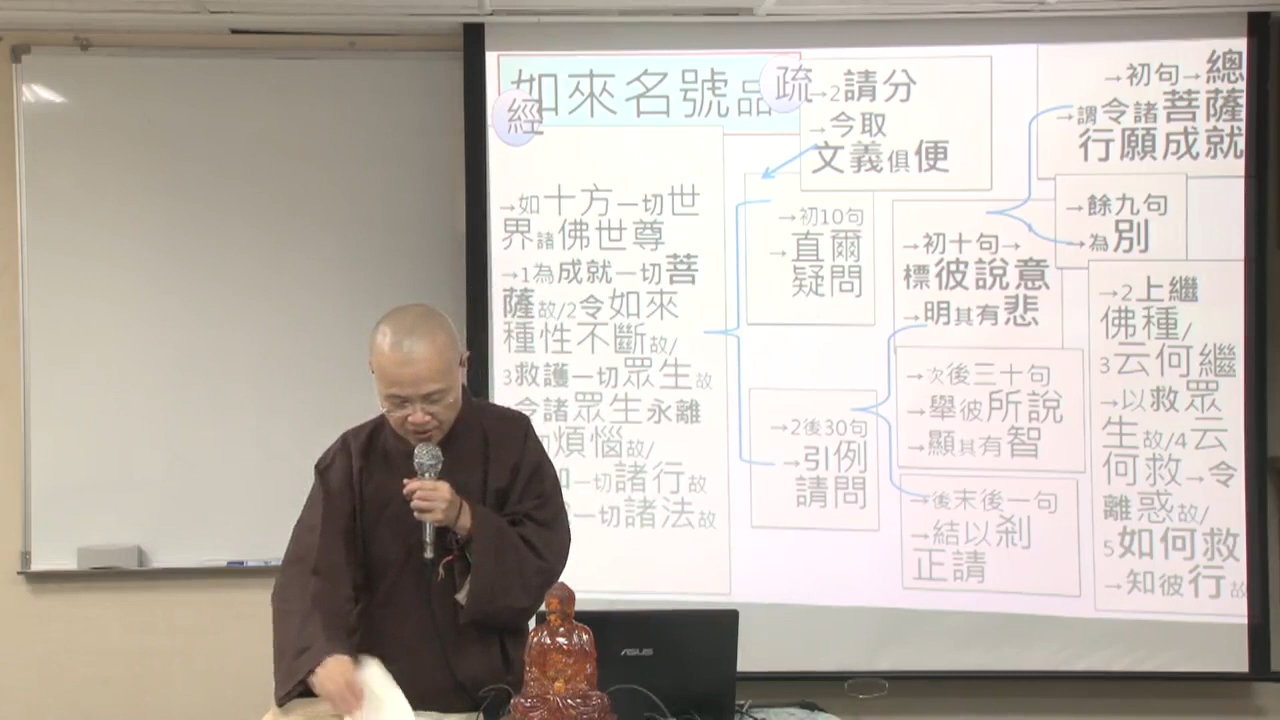 如來名號品
經
疏
→如十方一切世
界諸佛世尊
→1為成就一切菩
薩故/2令如來
種性不斷故/
3救護一切眾生故
令諸眾生永離
煩惱故/
一切諸行故
一切諸法故
→2請分
→今取
文義俱便
→初10句
→直爾
疑問
→2後30句
→引例
請問
→初十句→
標彼說意
→明其有悲
→次後三十句
→舉彼所說
→顯其有智
→後末後一句
→結以剎
正請
→初句→總
→謂令諸菩薩
行願成就
→餘九句
→為別
→2上繼
佛種/
3云何繼
→以救眾
生故/4云
何救→令
離惑故/
5如何救
→知彼行故
ASUS